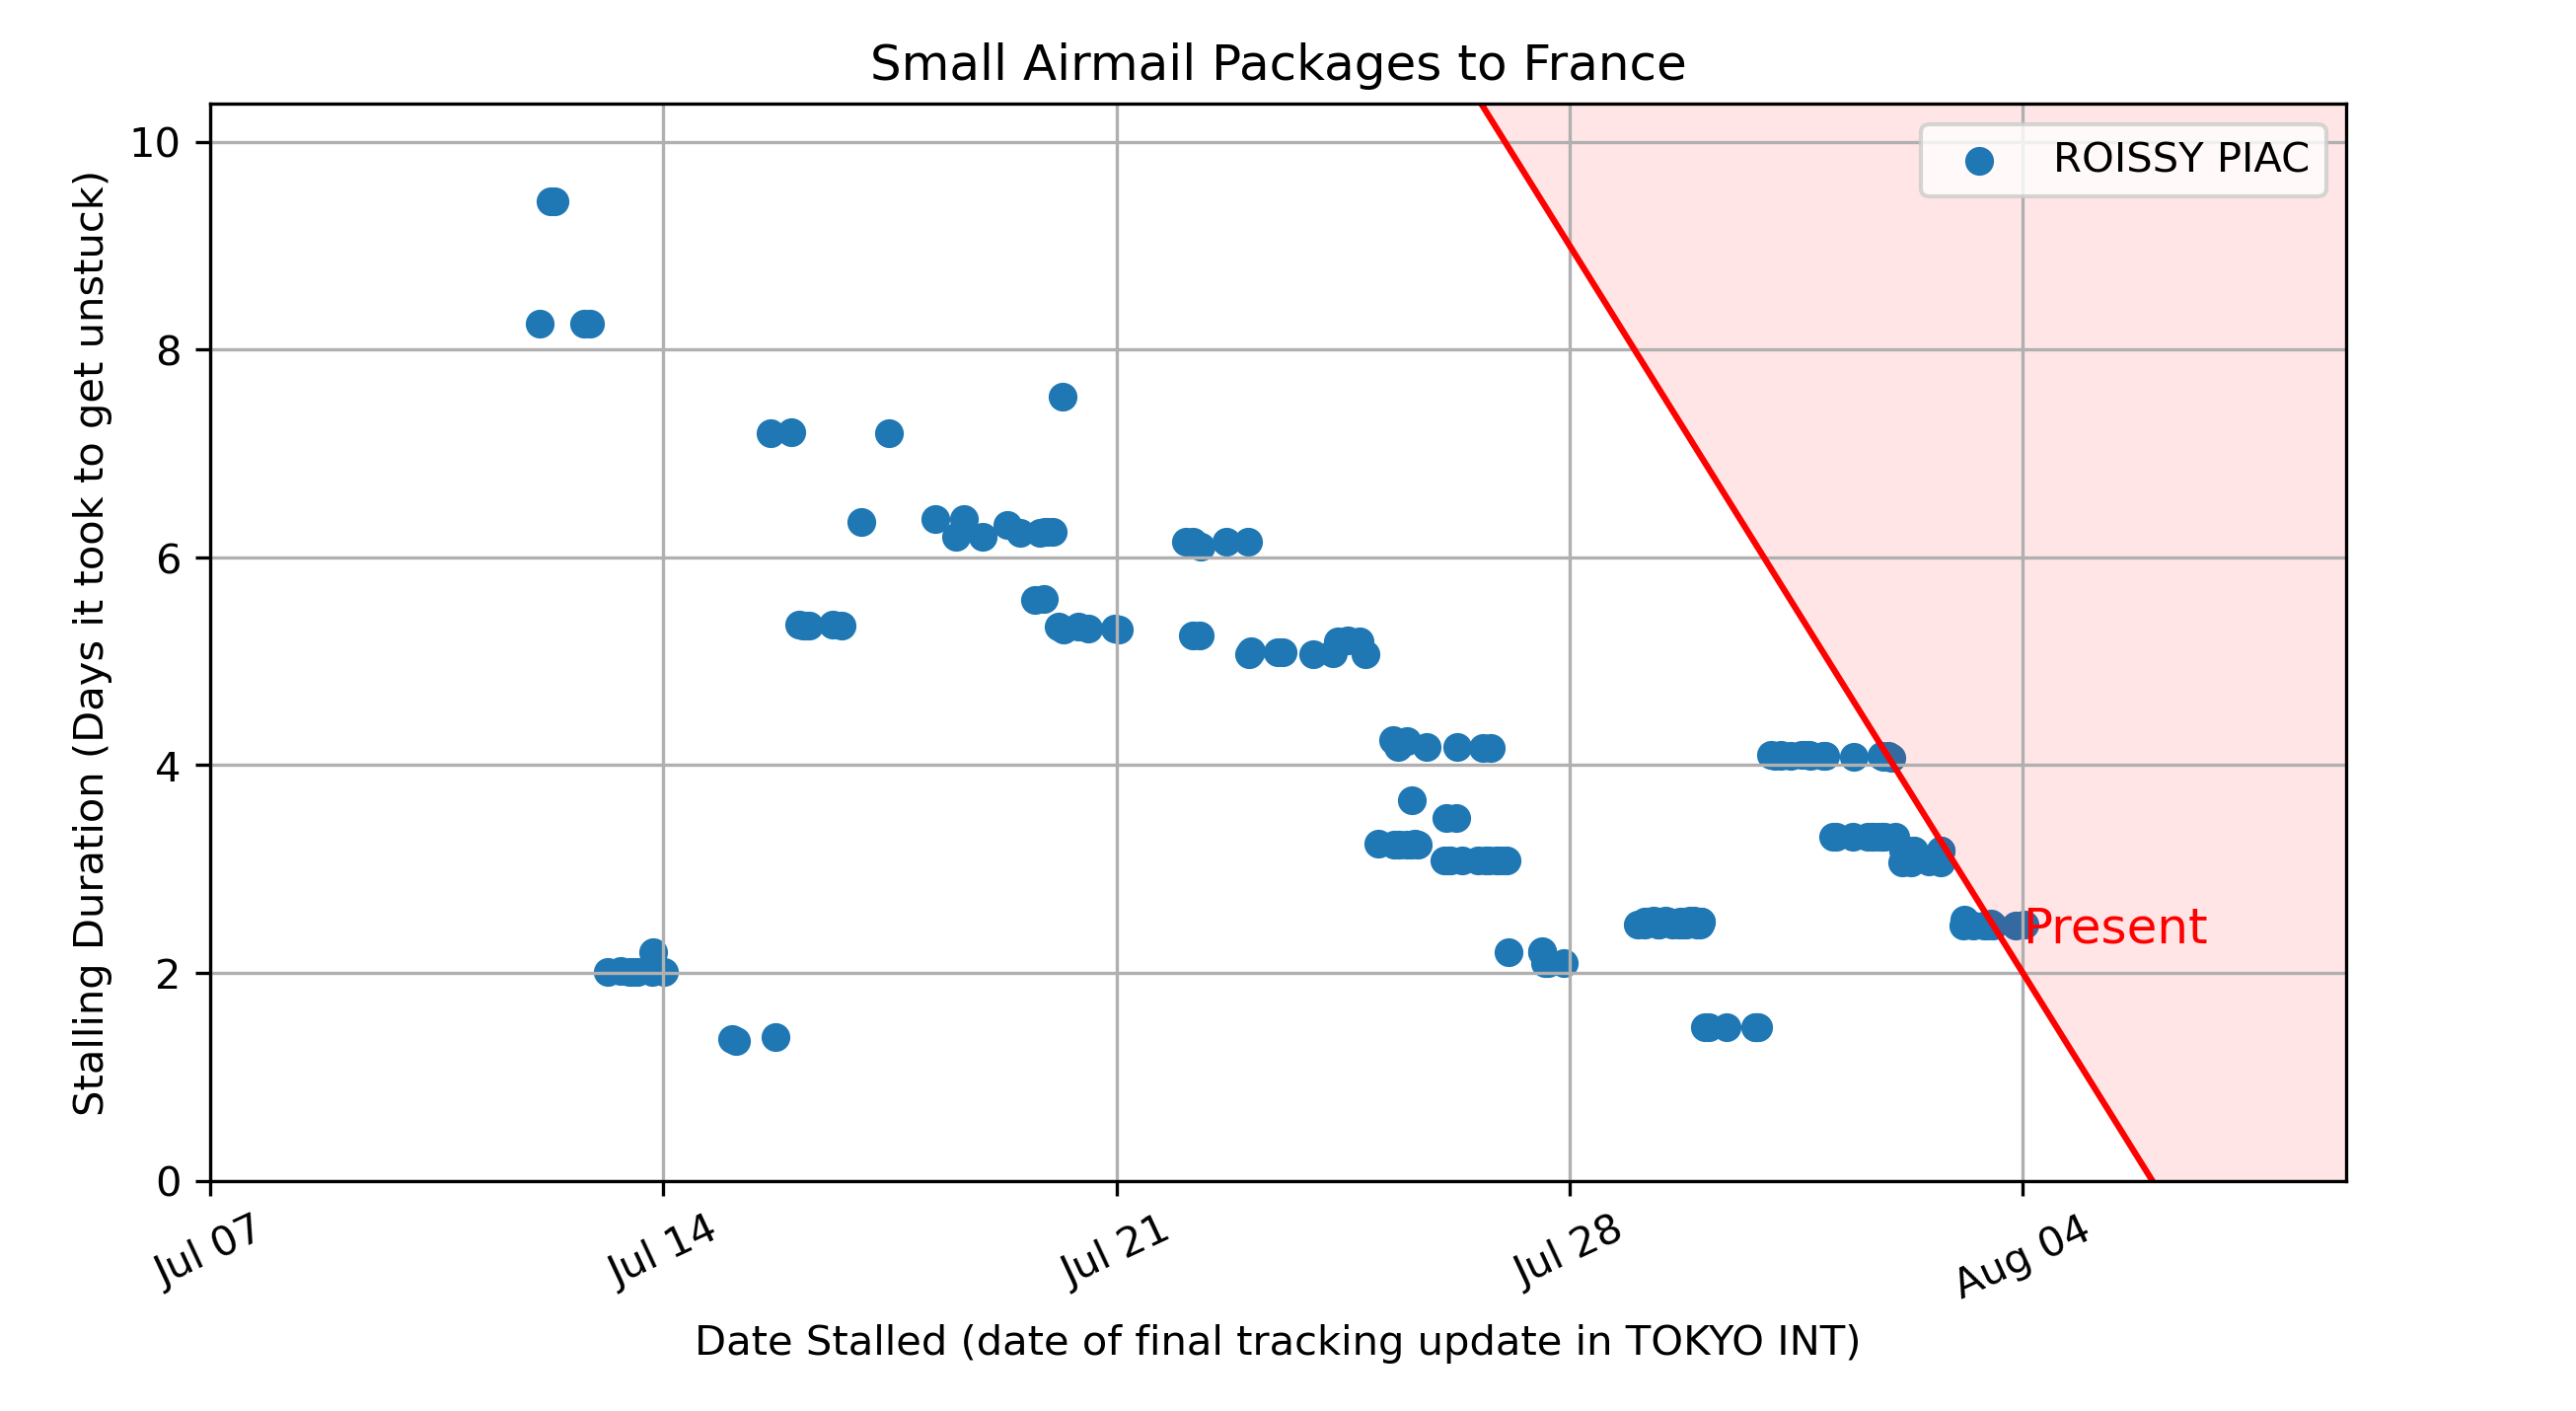 Small Airmail Packages to France
Stalling Duration (Days it took to get unstuck)
10
8
6
4
2
0
ROISSY PIAC
Present
Jul 07
Jul 14
Jul 21
Jul 28
Aug 04
Date Stalled (date of final tracking update in TOKYO INT)